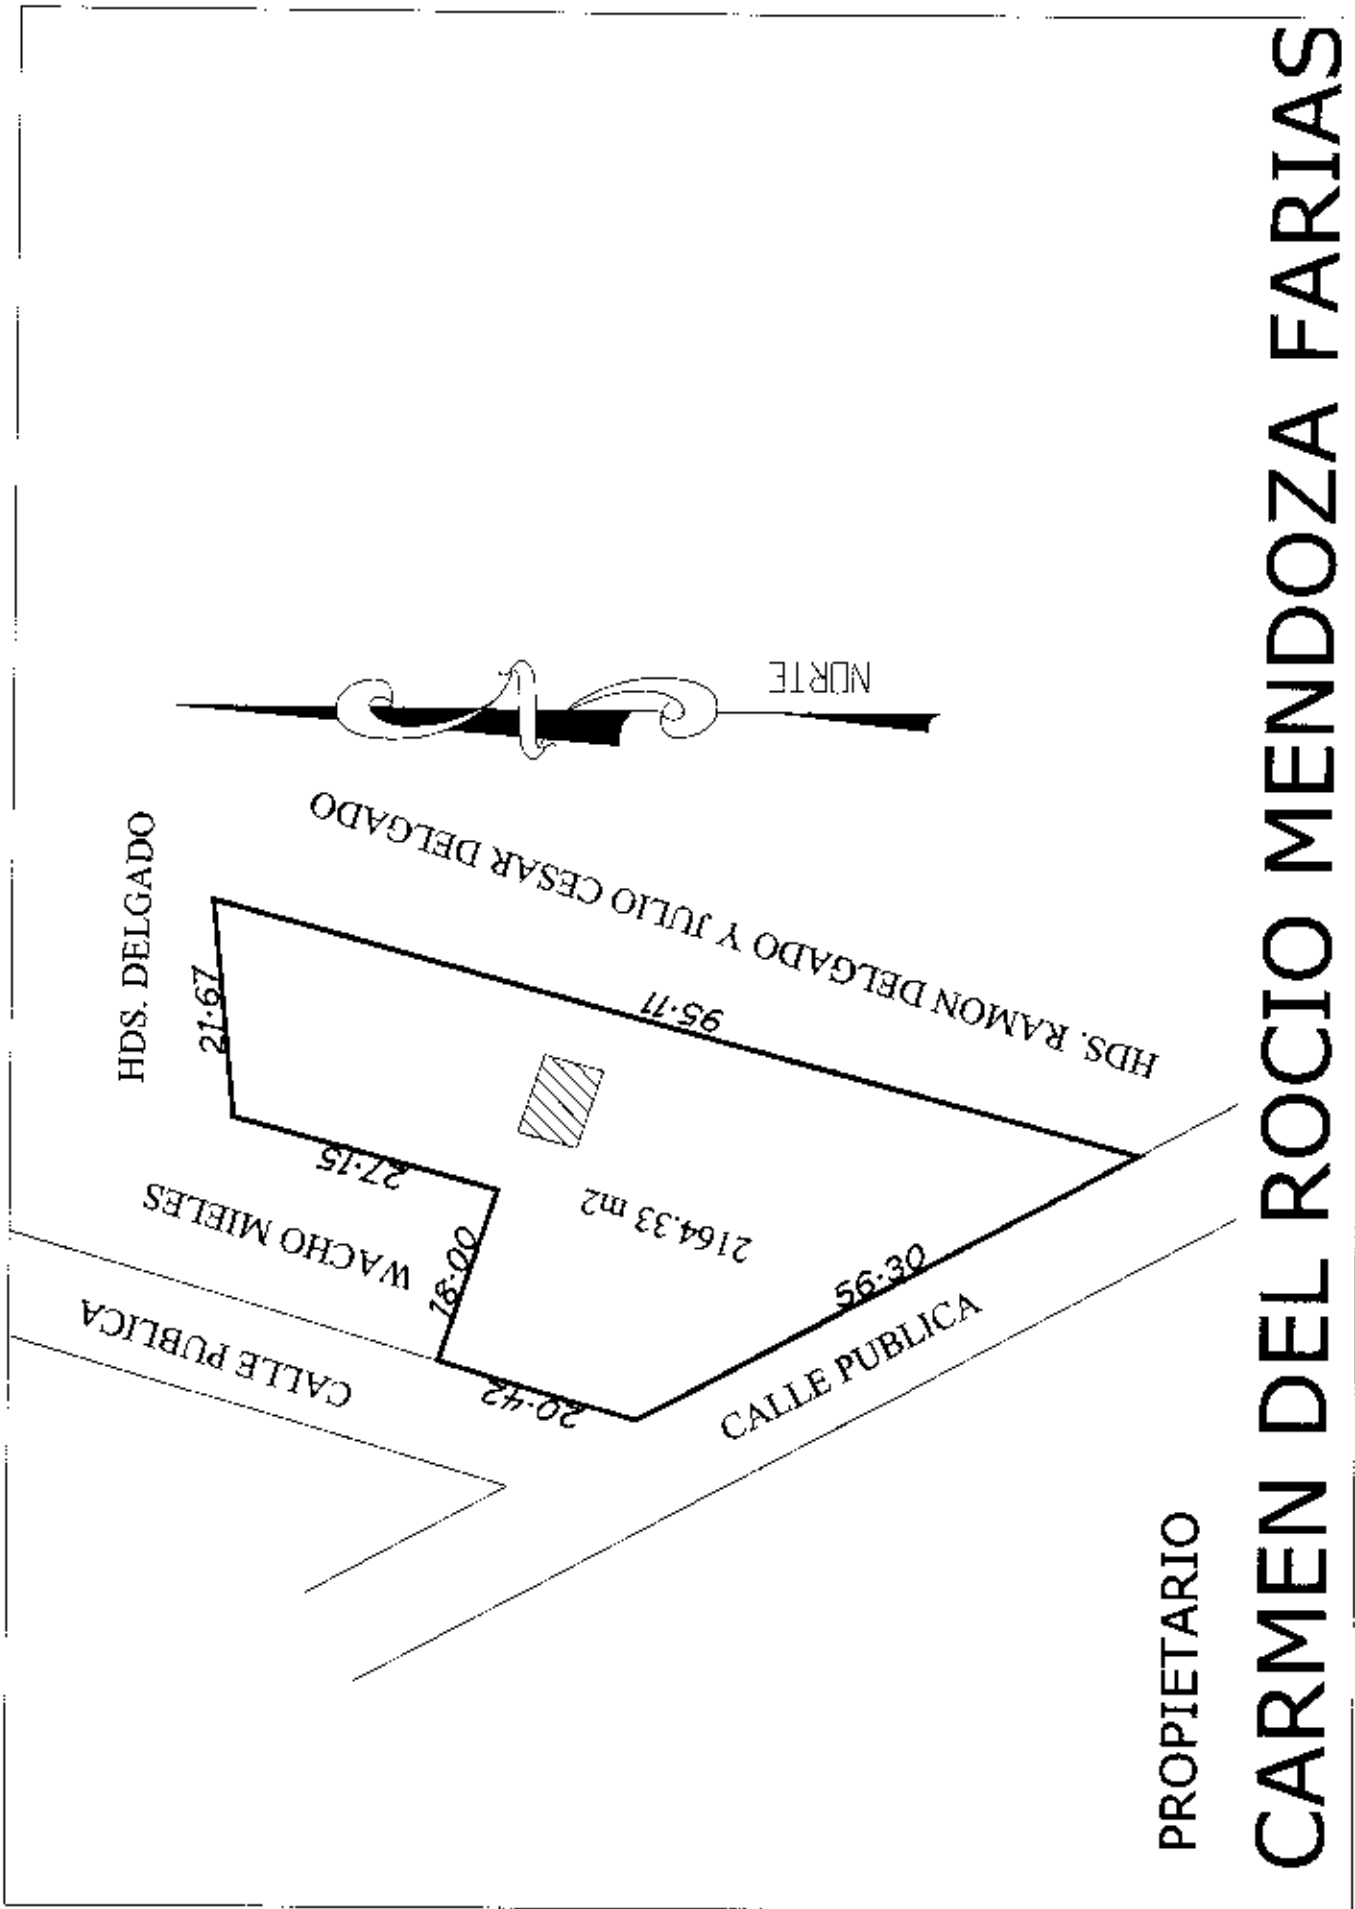 HDS. DELGADO
21.67
27.15
WACHO MIELES
18.00
CALLE PUBLICA
20.42
2164.33 m2
95.11
HDS. RAMON DELGADO Y JULIO CESAR DELGADO
56.30
CALLE PUBLICA
NORTE
PROPIETARIO
CARMEN DEL ROCIO MENDOZA FARIAS